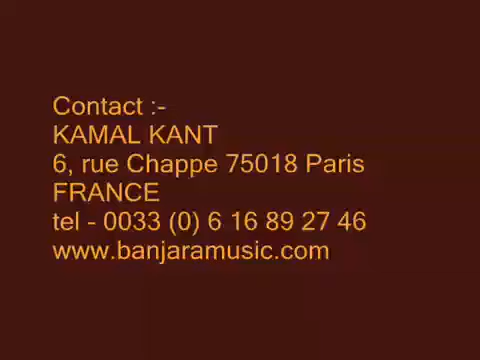 Contact :-
KAMAL KANT
6, rue Chappe 75018 Paris
FRANCE
tel - 0033 (0) 6 16 89 27 46
www.banjaramusic.com